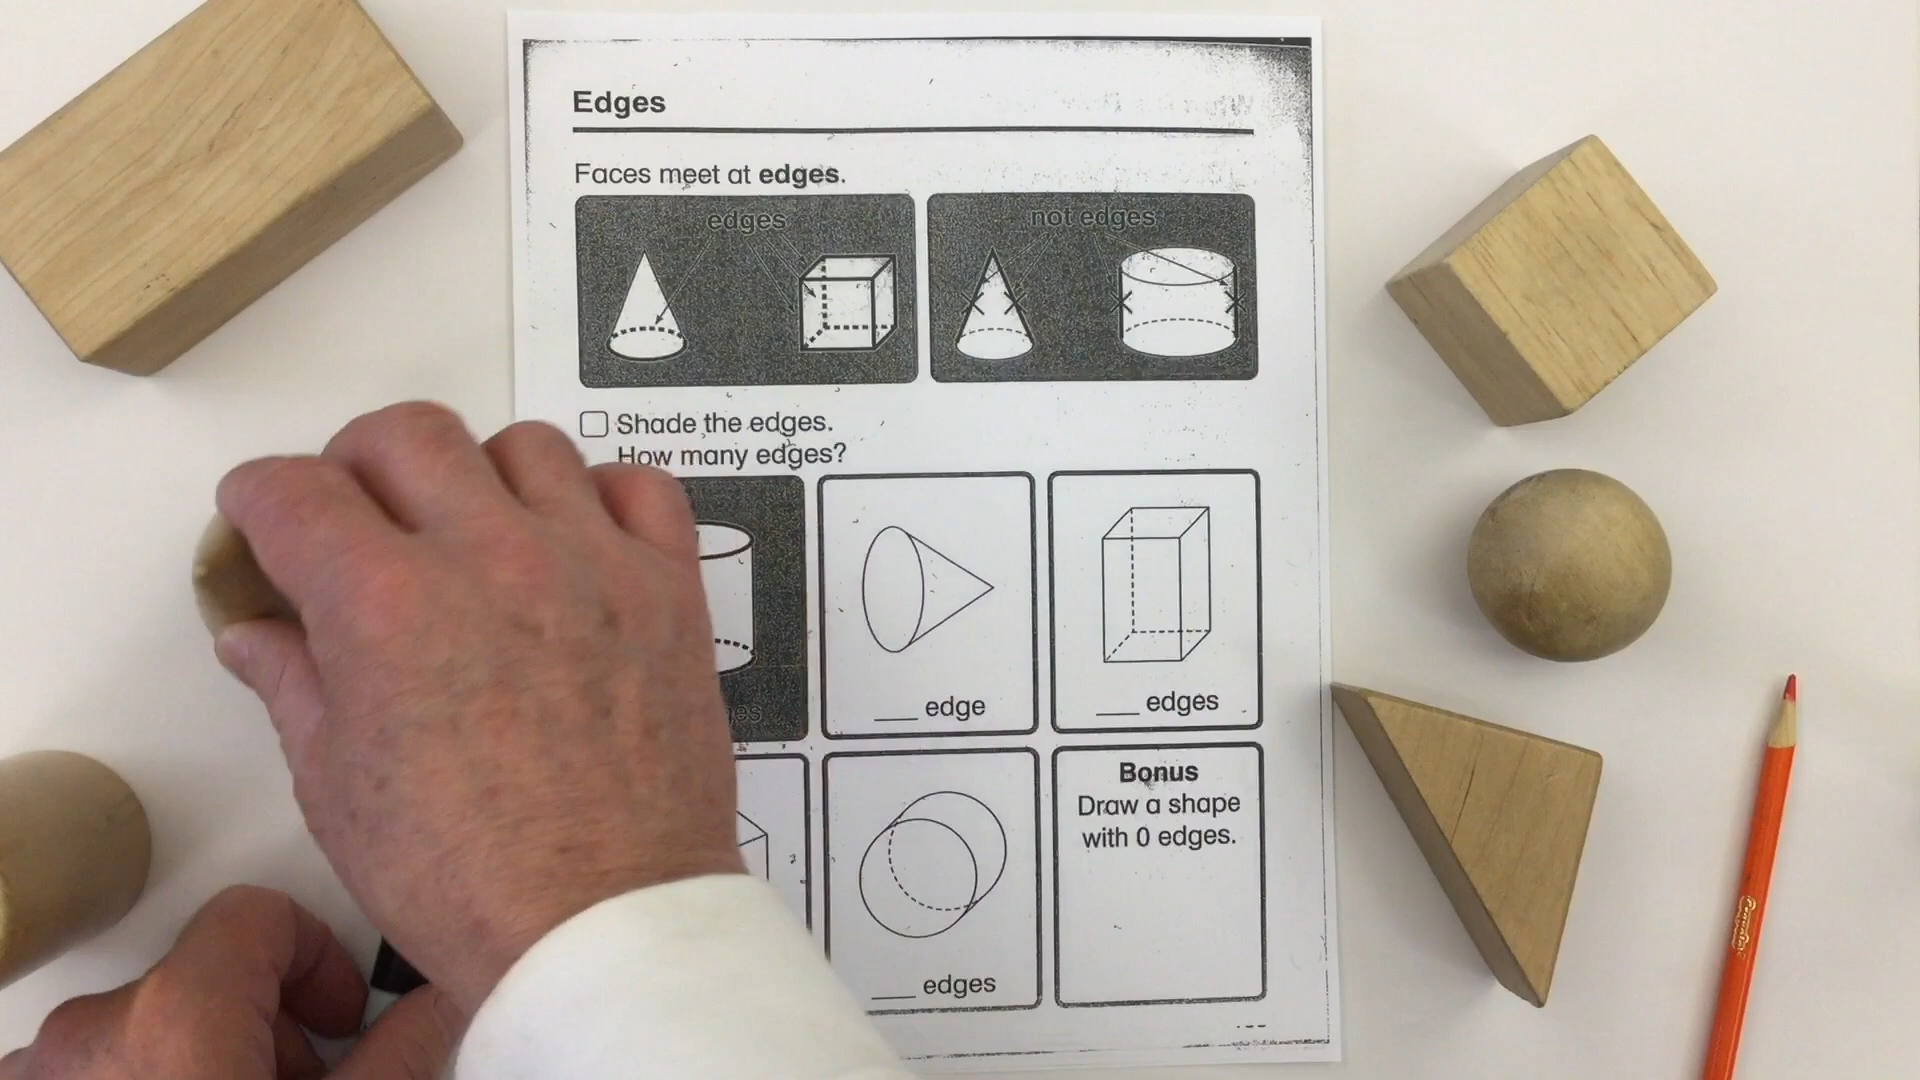 Edges
Faces meet at edges.
edges
not edges
Shade the edges.
How many edges?
___ edge
___ edges
Bonus
Draw a shape
with 0 edges.
___ edges